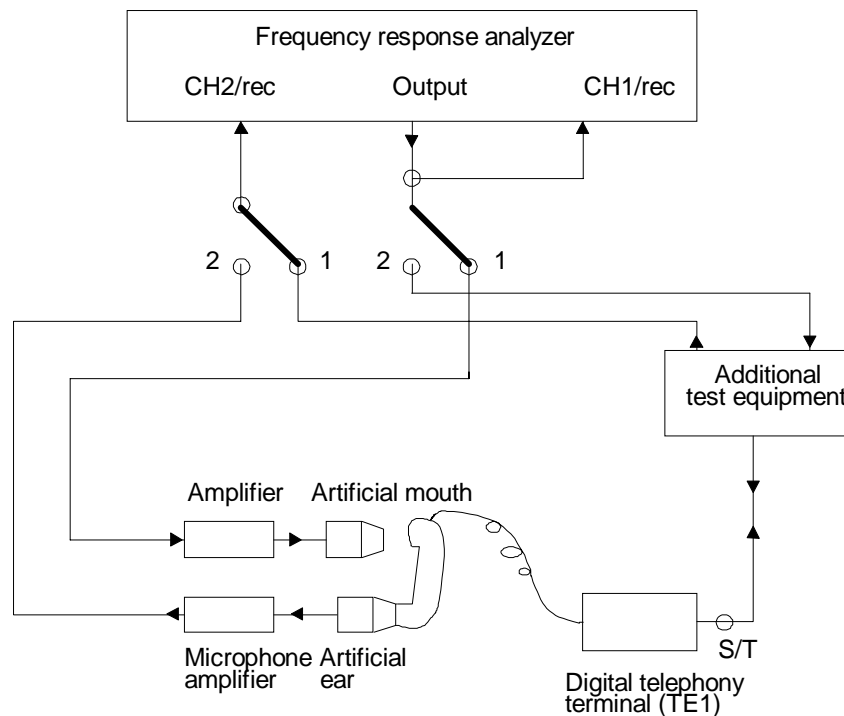 Frequency response analyzer
CH2/rec
Output
CH1/rec
2
1
2
1
Additional
test equipment
Amplifier
Artificial mouth
Microphone
amplifier
Artificial
ear
S/T
Digital telephony
terminal (TE1)